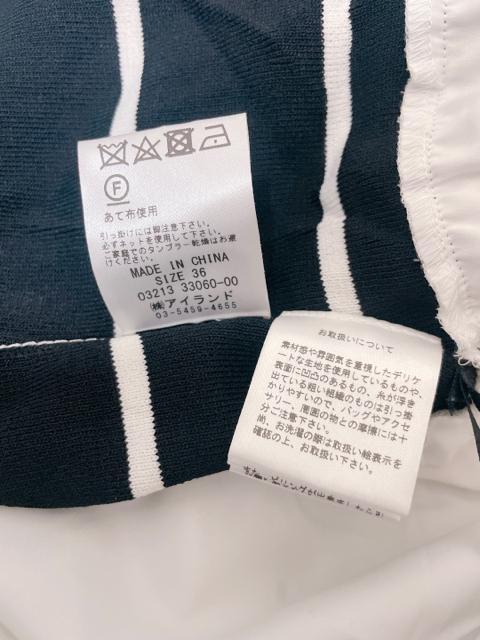 F
あて布使用
引っ掛けには御注意下さい。
必ずネットを使用して下さい。
ご家庭でのタンブラー乾燥はお避
けください。
MADE IN CHINA
SIZE 36
03213 33060-00
㈱アイランド
03-5459-4655
お取扱いについて
素材感や雰囲気を重視したデリケ
ートな生地を使用しているものや、
表面に凹凸のあるもの、糸が浮き
出ている粗い組織のものは引っ掛
かりやすいので、バッグやアクセ
サリー、周囲の物との摩擦には十
分ご注意下さい。
尚、お洗濯の際は取扱い絵表示を
確認の上、お取扱い下さい。